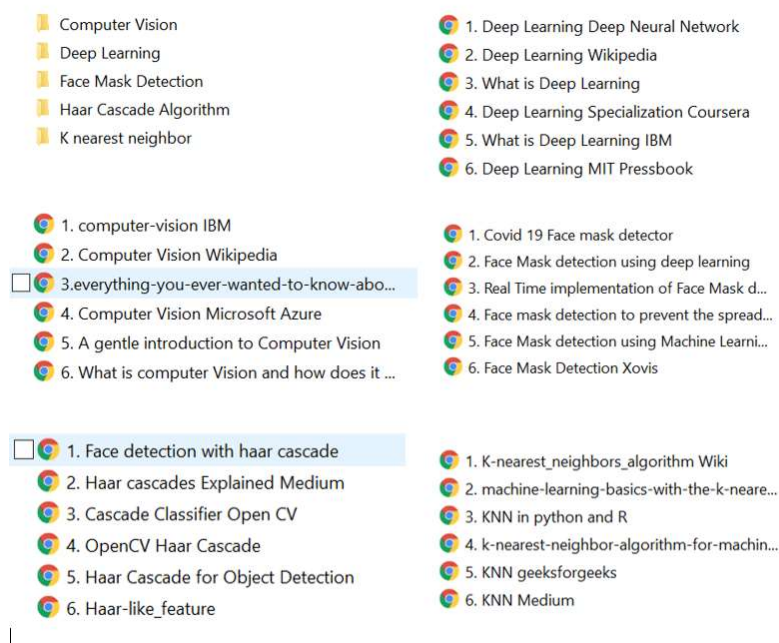 Computer Vision
Deep Learning
Face Mask Detection
Haar Cascade Algorithm
K nearest neighbor
1. Deep Learning Deep Neural Network
2. Deep Learning Wikipedia
3. What is Deep Learning
4. Deep Learning Specialization Coursera
5. What is Deep Learning IBM
6. Deep Learning MIT Pressbook
1. computer-vision IBM
2. Computer Vision Wikipedia
3.everything-you-ever-wanted-to-know-abo...
4. Computer Vision Microsoft Azure
5. A gentle introduction to Computer Vision
6. What is computer Vision and how does it ...
1. Covid 19 Face mask detector
2. Face Mask detection using deep learning
3. Real Time implementation of Face Mask d...
4. Face mask detection to prevent the spread...
5. Face Mask detection using Machine Learni...
6. Face Mask Detection Xovis
1. Face detection with haar cascade
2. Haar cascades Explained Medium
3. Cascade Classifier Open CV
4. OpenCV Haar Cascade
5. Haar Cascade for Object Detection
6. Haar-like_feature
1. K-nearest_neighbors_algorithm Wiki
2. machine-learning-basics-with-the-k-neare...
3. KNN in python and R
4. k-nearest-neighbor-algorithm-for-machin...
5. KNN geeksforgeeks
6. KNN Medium